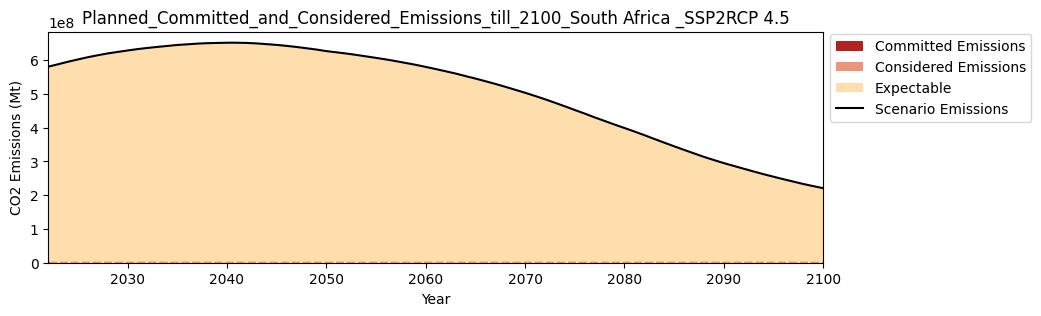 Planned_Committed_and_Considered_Emissions_till_2100_South Africa _SSP2RCP 4.5
1e8
6
5
4
3
2
1
0
CO2 Emissions (Mt)
2030 2040 2050 2060 2070 2080 2090 2100
Year
Committed Emissions
Considered Emissions
Expectable
Scenario Emissions